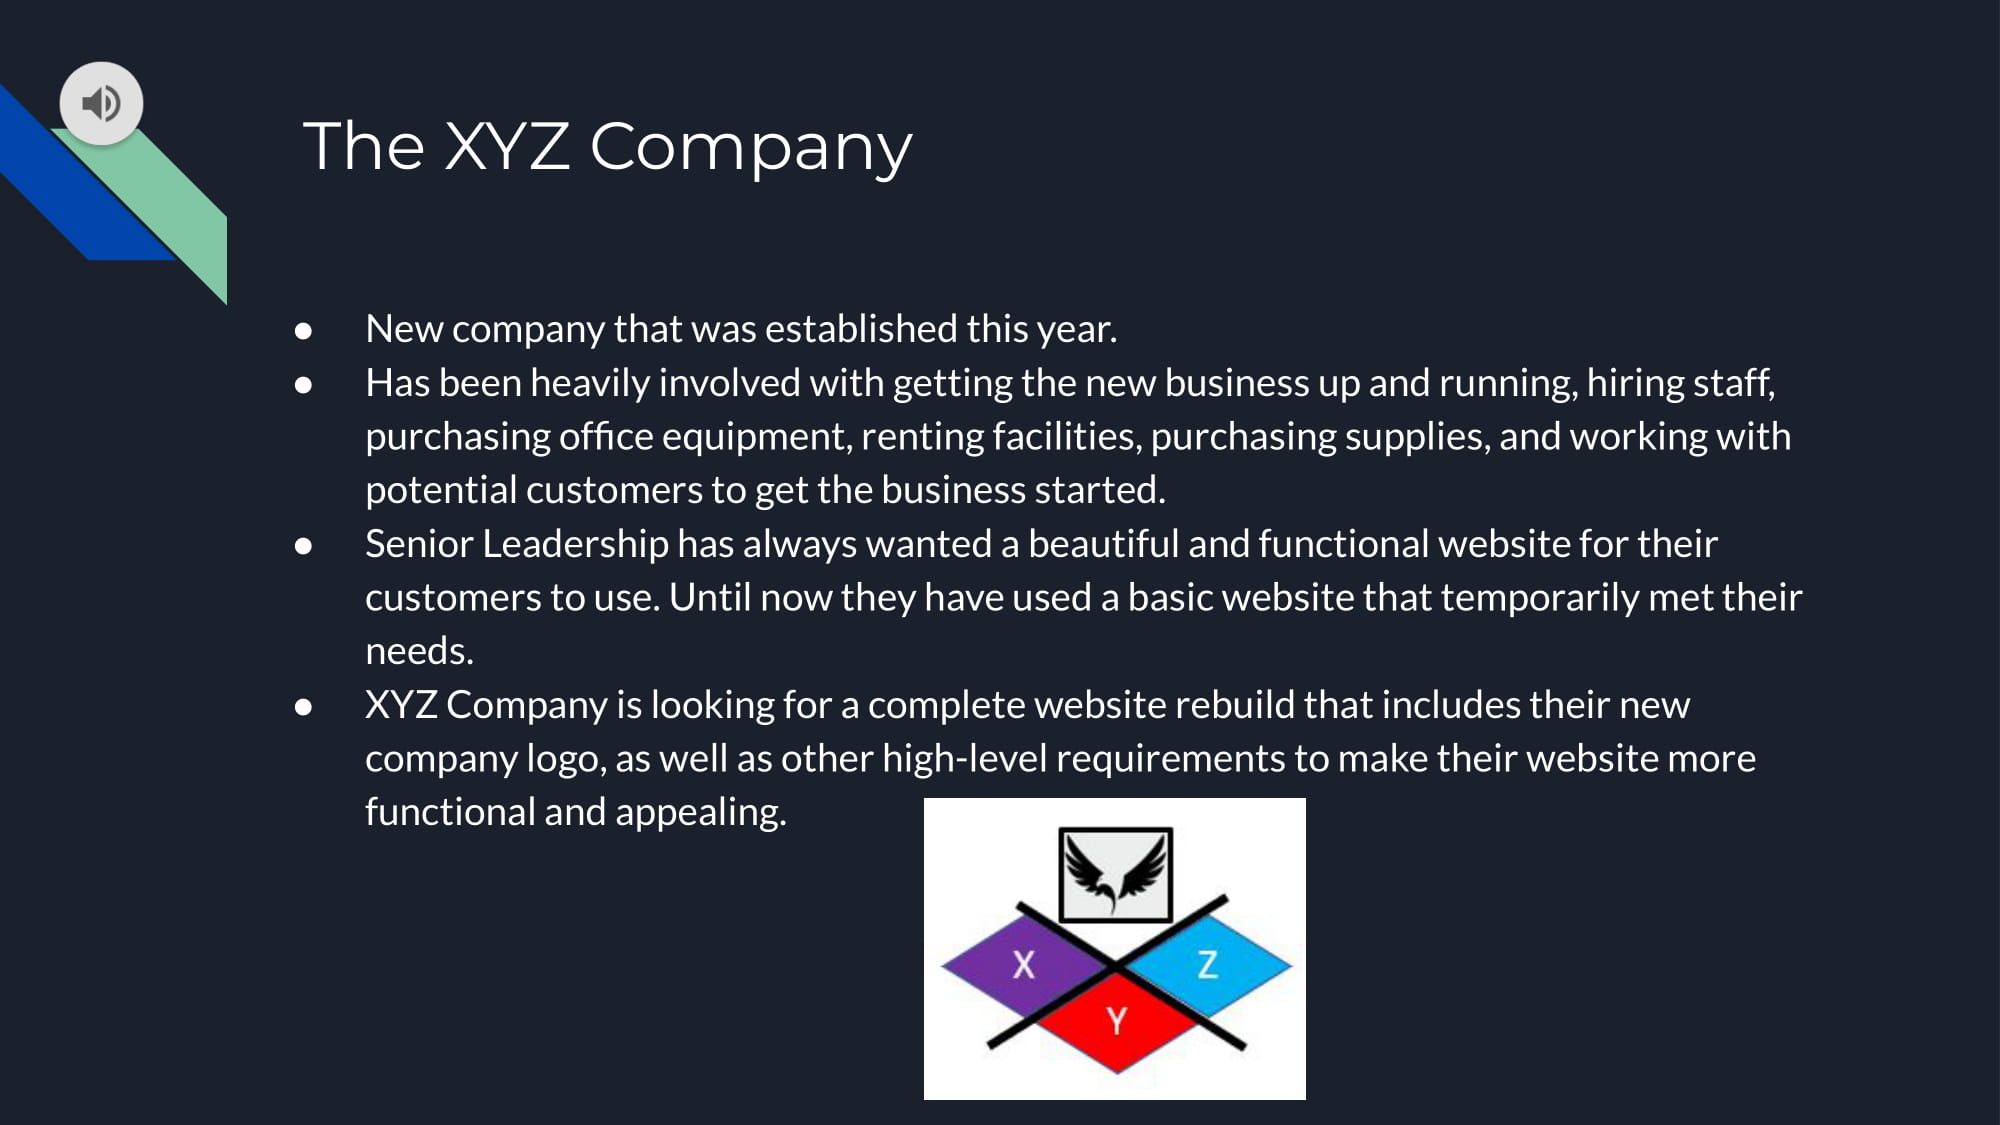 The XYZ Company
● New company that was established this year.
● Has been heavily involved with getting the new business up and running, hiring staff,
purchasing office equipment, renting facilities, purchasing supplies, and working with
potential customers to get the business started.
● Senior Leadership has always wanted a beautiful and functional website for their
customers to use. Until now they have used a basic website that temporarily met their
needs.
● XYZ Company is looking for a complete website rebuild that includes their new
company logo, as well as other high-level requirements to make their website more
functional and appealing.
X Z
Y